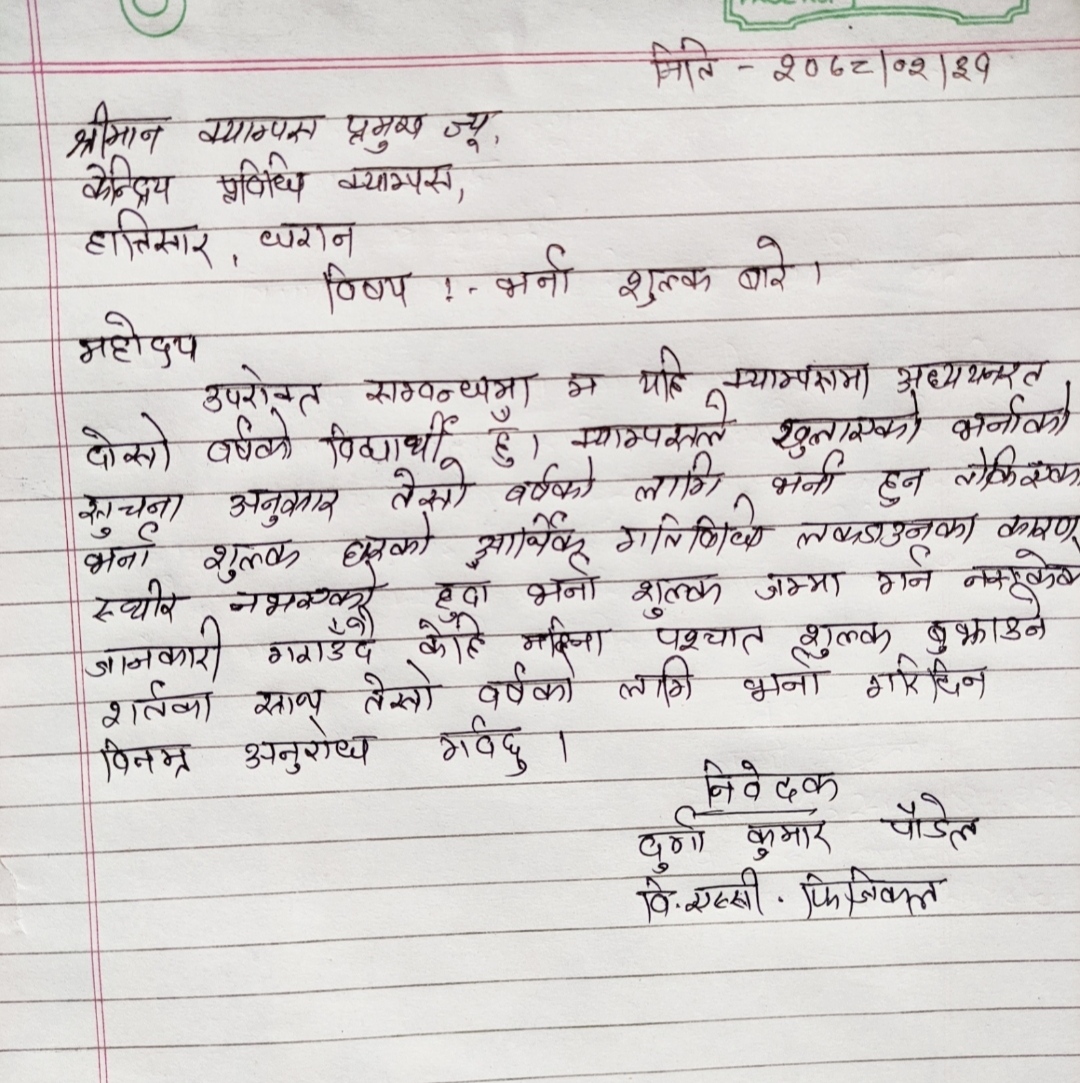 मिति - २०७८।०२।३१
श्रीमान क्याम्पस प्रमुख ज्यू,
केन्द्रिय प्रविधि क्याम्पस,
हात्तिसार, धरान
विषय :- भर्ना शुल्क बारे ।
महोदय
उपरोक्त सम्वन्धमा म यहि क्याम्पसमा अध्ययनरत
दोस्रो वर्षको विद्यार्थी हुँ । क्याम्पसले खुलाएको भर्नाको
सुचना अनुसार तेस्रो वर्षको लागि भर्ना हुन तोकिएका
भर्ना शुल्क घरको आर्थिक गतिविधि लकडाउनका कारण
स्थीर नभएको हुदा भर्ना शुल्क जम्मा गर्न नसकेको
जानकारी गराउँदै केहि महिना पश्चात शुल्क बुझाउने
शर्तका साथ तेस्रो वर्षको लागि भर्ना गरिदिन
विनम्र अनुरोध गर्दछु ।
निवेदक
दुर्गा कुमार पौडेल
वि.एस्सी. फिजिकल